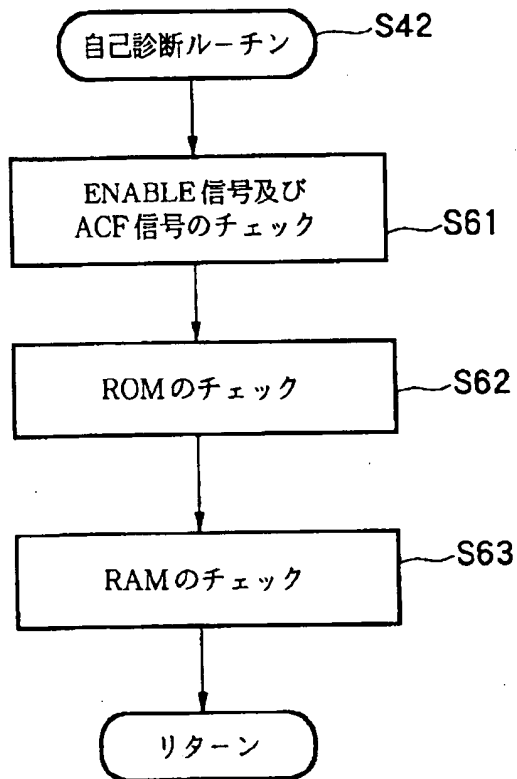 自己診断ルーチン
S42
ENABLE信号及び
ACF信号のチェック
S61
ROMのチェック
S62
RAMのチェック
S63
リターン